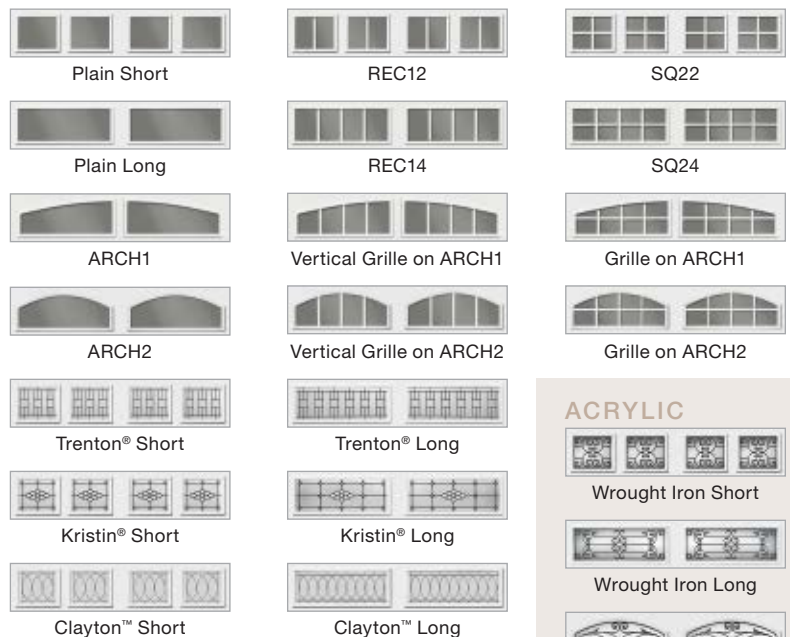 Plain Short
REC12
SQ22
Plain Long
REC14
SQ24
ARCH1
Vertical Grille on ARCH1
Grille on ARCH1
ARCH2
Vertical Grille on ARCH2
Grille on ARCH2
Trenton® Short
Trenton® Long
Kristin® Short
Kristin® Long
Clayton™ Short
Clayton™ Long
ACRYLIC
Wrought Iron Short
Wrought Iron Long